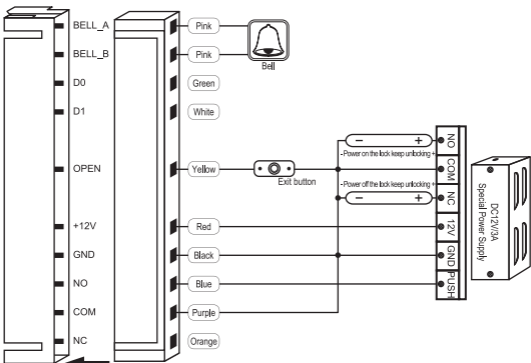 BELL_A
BELL_B
D0
D1
OPEN
+12V
GND
NO
COM
NC
Pink
Pink
Green
White
Yellow
Red
Black
Blue
Purple
Orange
Bell
Exit button
- +
-Power on the lock keep unlocking +
-Power off the lock keep unlocking +
- +
NO
COM
NC
12V
GND
PUSH
DC12V/3A
Special Power Supply